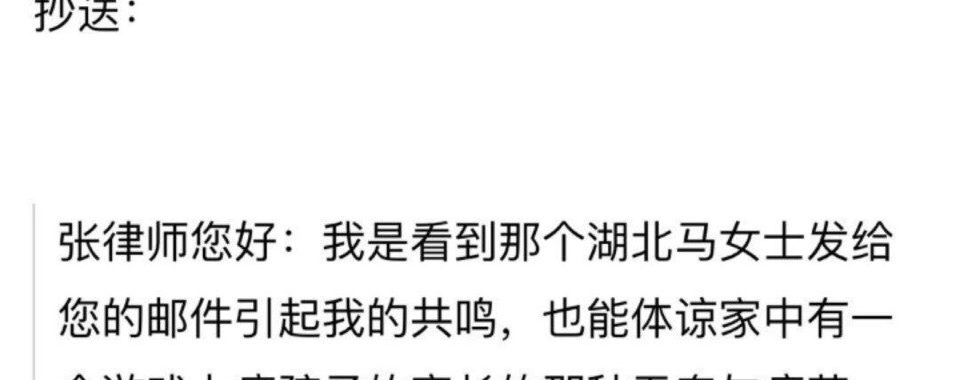 抄送：
张律师您好：我是看到那个湖北马女士发给
您的邮件引起我的共鸣，也能体谅家中有一